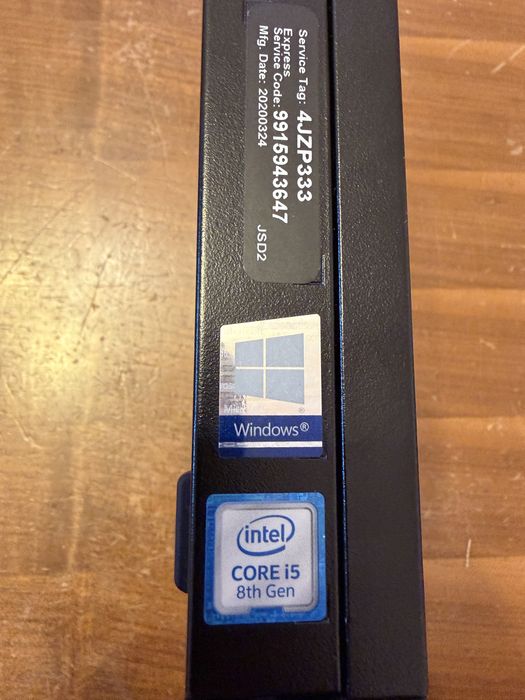 Service Tag: 4JZP333
Express
Service Code: 9915943647
Mfg. Date: 20200324 JSD2
Windows®
intel
CORE i5
8th Gen